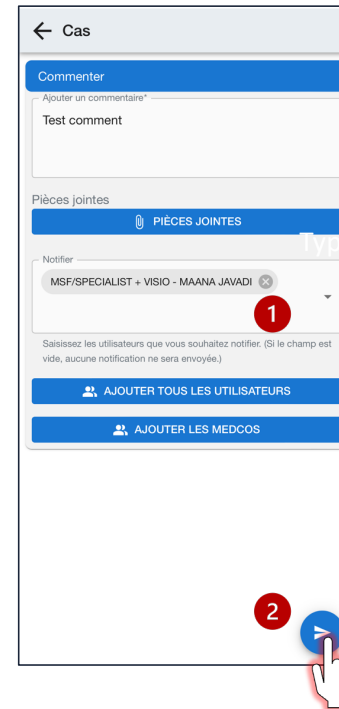 Cas
Commenter
Ajouter un commentaire*
Test comment
Pièces jointes
PIÈCES JOINTES
Typ
Notifier
MSF/SPECIALIST + VISIO - MAANA JAVADI
1
Saisissez les utilisateurs que vous souhaitez notifier. (Si le champ est
vide, aucune notification ne sera envoyée.)
AJOUTER TOUS LES UTILISATEURS
AJOUTER LES MEDCOS
2